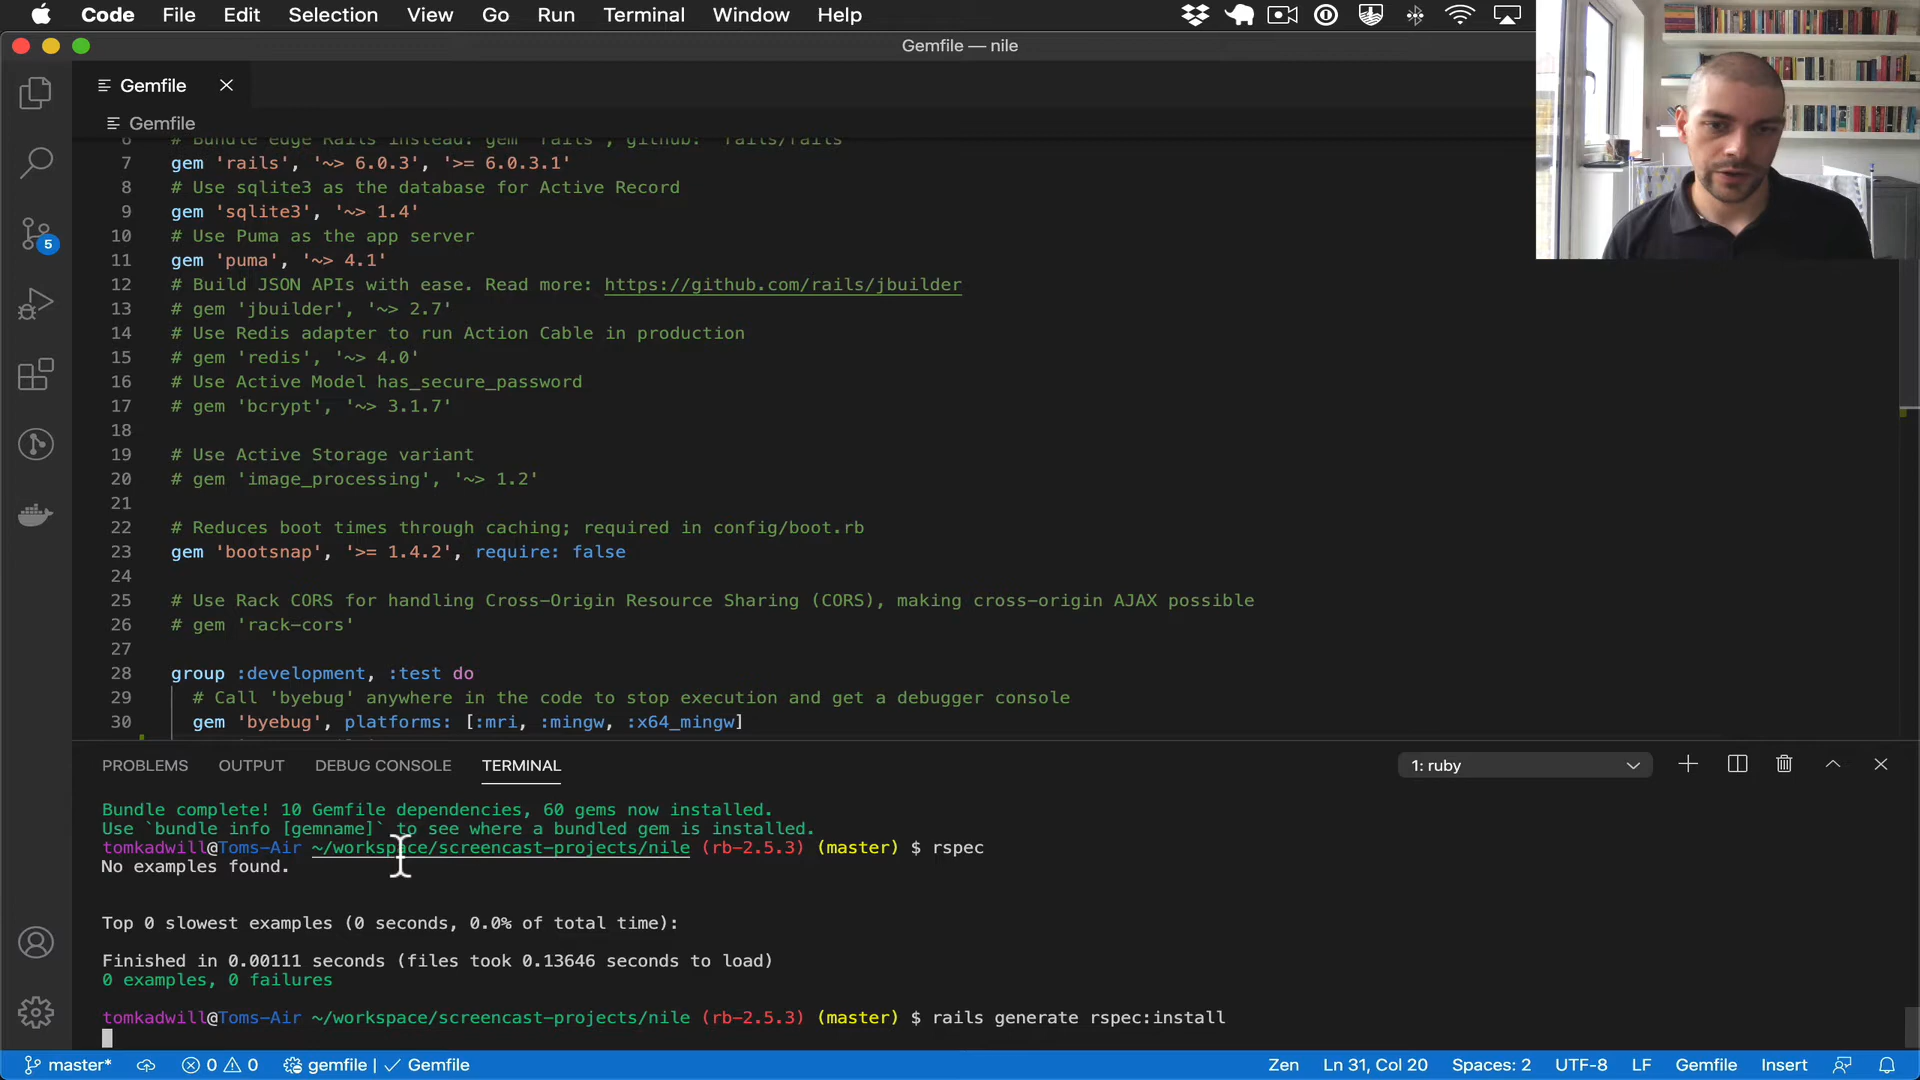 Code File Edit Selection View Go Run Terminal Window Help
Gemfile — nile
Gemfile
Gemfile
6 # Bundle edge Rails instead: gem 'rails', github: 'rails/rails'
7 gem 'rails', '~> 6.0.3', '>= 6.0.3.1'
8 # Use sqlite3 as the database for Active Record
9 gem 'sqlite3', '~> 1.4'
10 # Use Puma as the app server
11 gem 'puma', '~> 4.1'
12 # Build JSON APIs with ease. Read more: https://github.com/rails/jbuilder
13 # gem 'jbuilder', '~> 2.7'
14 # Use Redis adapter to run Action Cable in production
15 # gem 'redis', '~> 4.0'
16 # Use Active Model has_secure_password
17 # gem 'bcrypt', '~> 3.1.7'
18
19 # Use Active Storage variant
20 # gem 'image_processing', '~> 1.2'
21
22 # Reduces boot times through caching; required in config/boot.rb
23 gem 'bootsnap', '>= 1.4.2', require: false
24
25 # Use Rack CORS for handling Cross-Origin Resource Sharing (CORS), making cross-origin AJAX possible
26 # gem 'rack-cors'
27
28 group :development, :test do
29 # Call 'byebug' anywhere in the code to stop execution and get a debugger console
30 gem 'byebug', platforms: [:mri, :mingw, :x64_mingw]
5
PROBLEMS OUTPUT DEBUG CONSOLE TERMINAL 1: ruby
Bundle complete! 10 Gemfile dependencies, 60 gems now installed.
Use `bundle info [gemname]` to see where a bundled gem is installed.
tomkadwill@Toms-Air ~/workspace/screencast-projects/nile (rb-2.5.3) (master) $ rspec
No examples found.
Top 0 slowest examples (0 seconds, 0.0% of total time):
Finished in 0.00111 seconds (files took 0.13646 seconds to load)
0 examples, 0 failures
tomkadwill@Toms-Air ~/workspace/screencast-projects/nile (rb-2.5.3) (master) $ rails generate rspec:install
master* 0 0 gemfile | Gemfile Zen Ln 31, Col 20 Spaces: 2 UTF-8 LF Gemfile Insert